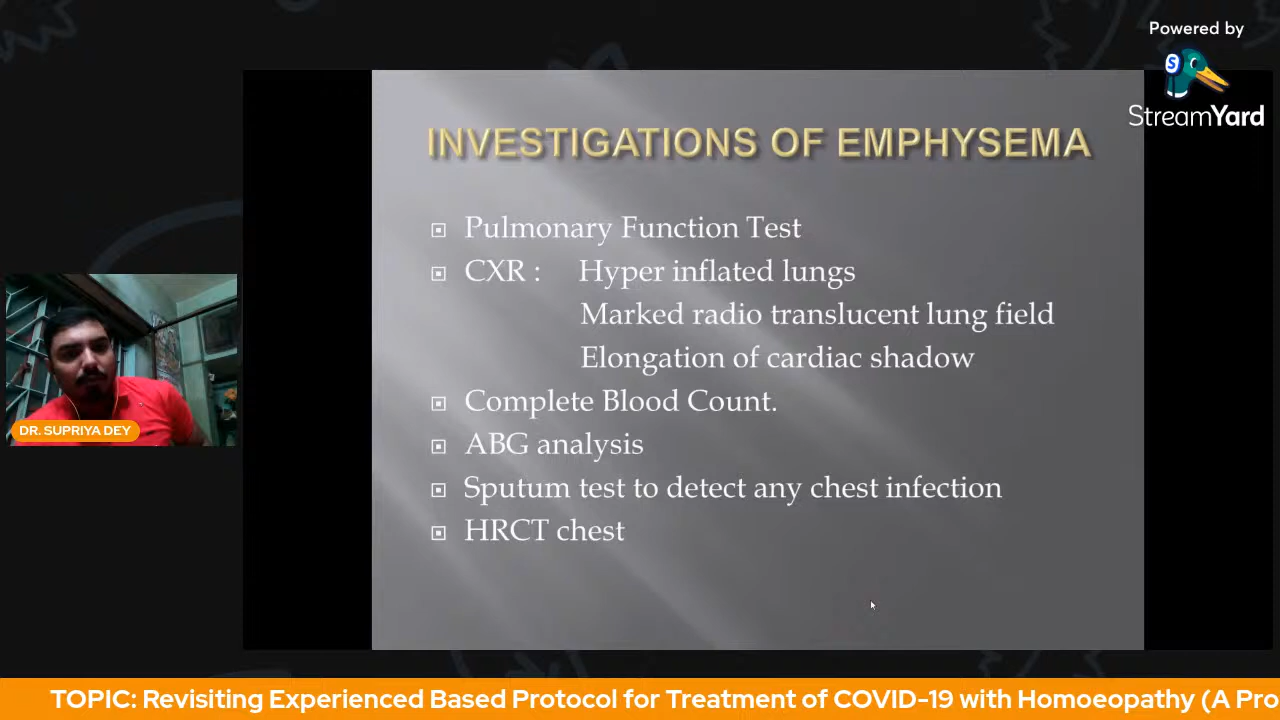 Powered by
StreamYard
INVESTIGATIONS OF EMPHYSEMA
Pulmonary Function Test
CXR : Hyper inflated lungs
Marked radio translucent lung field
Elongation of cardiac shadow
Complete Blood Count.
ABG analysis
Sputum test to detect any chest infection
HRCT chest
DR. SUPRIYA DEY
TOPIC: Revisiting Experienced Based Protocol for Treatment of COVID-19 with Homoeopathy (A Pro